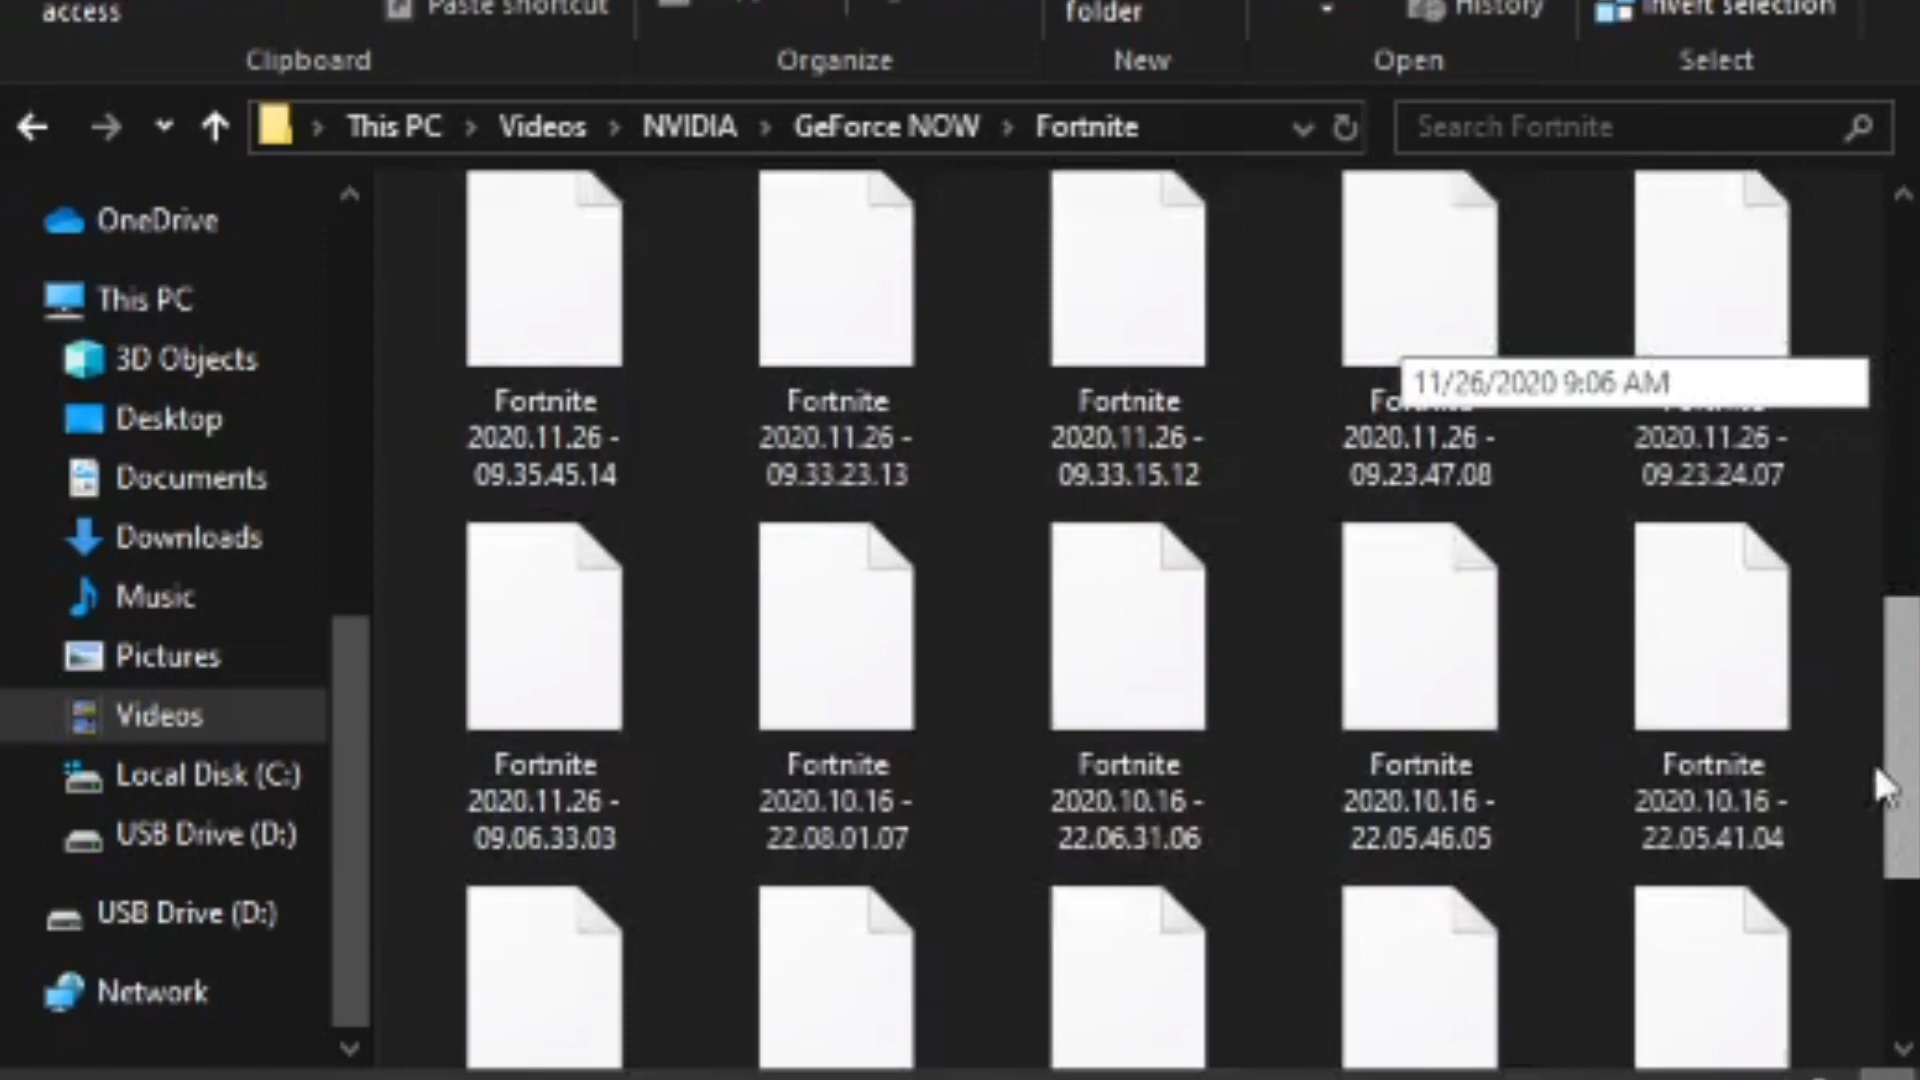 access
Paste shortcut
folder
History
Invert selection
Clipboard
Organize
New
Open
Select
This PC > Videos > NVIDIA > GeForce NOW > Fortnite
Search Fortnite
OneDrive
This PC
3D Objects
Desktop
Documents
Downloads
Music
Pictures
Videos
Local Disk (C:)
USB Drive (D:)
USB Drive (D:)
Network
11/26/2020 9:06 AM
Fortnite
2020.11.26 -
09.35.45.14
Fortnite
2020.11.26 -
09.33.23.13
Fortnite
2020.11.26 -
09.33.15.12
2020.11.26 -
09.23.47.08
2020.11.26 -
09.23.24.07
Fortnite
2020.11.26 -
09.06.33.03
Fortnite
2020.10.16 -
22.08.01.07
Fortnite
2020.10.16 -
22.06.31.06
Fortnite
2020.10.16 -
22.05.46.05
Fortnite
2020.10.16 -
22.05.41.04